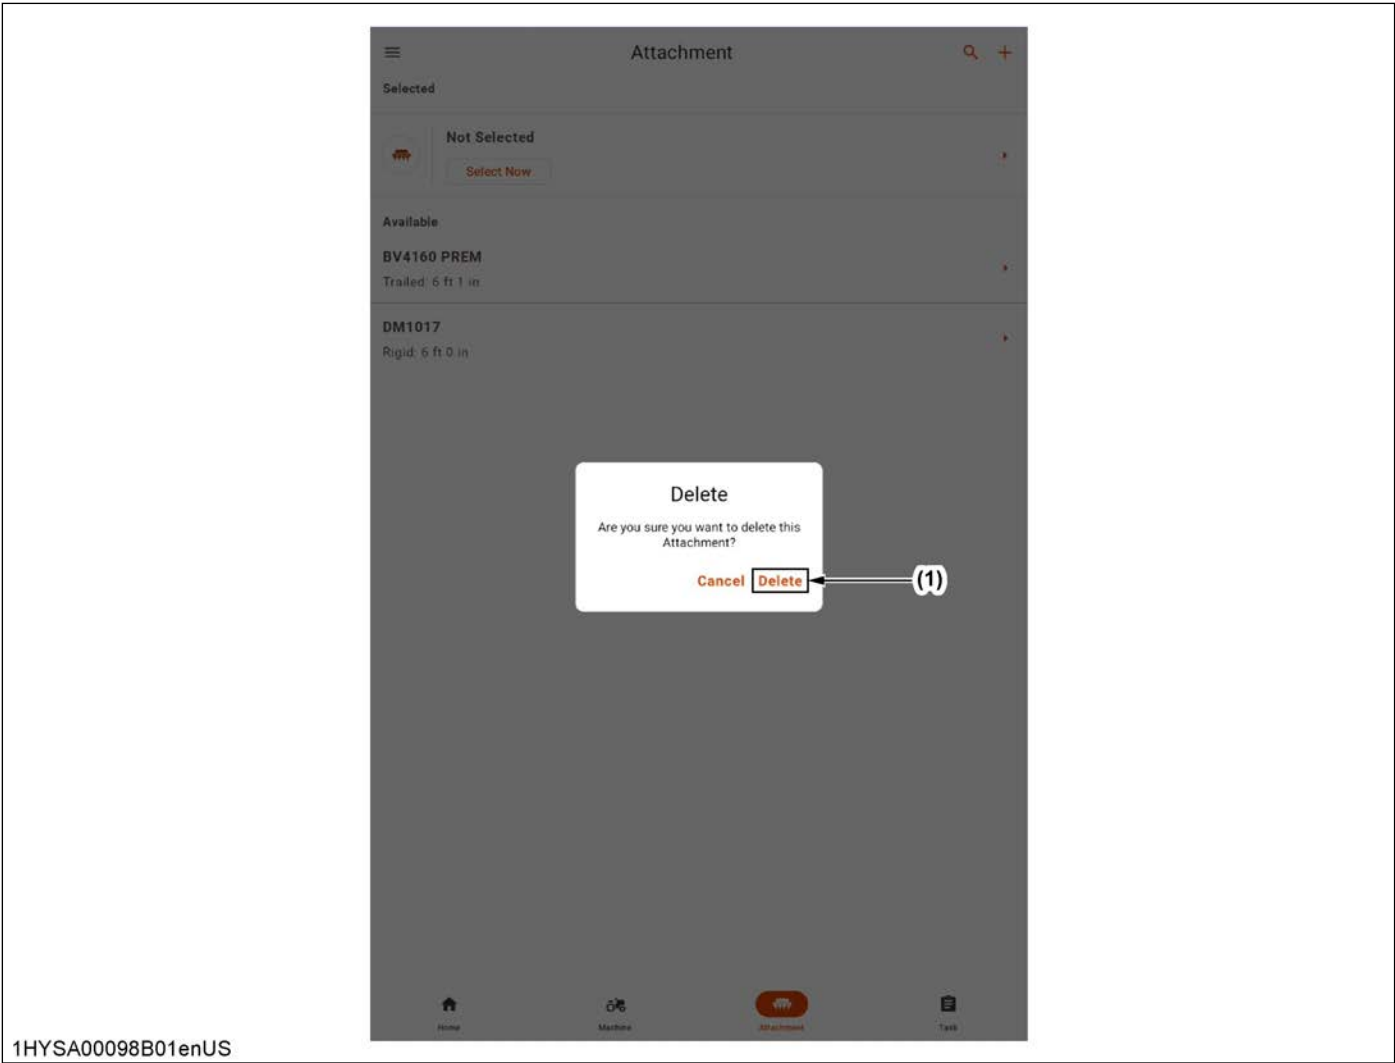 Attachment
Selected
Not Selected
Select Now
Available
BV4160 PREM
Trailed: 6 ft 1 in
DM1017
Rigid: 6 ft 0 in
Delete
Are you sure you want to delete this
Attachment?
Cancel Delete
(1)
Home Machine Attachment Task
1HYSA00098B01enUS